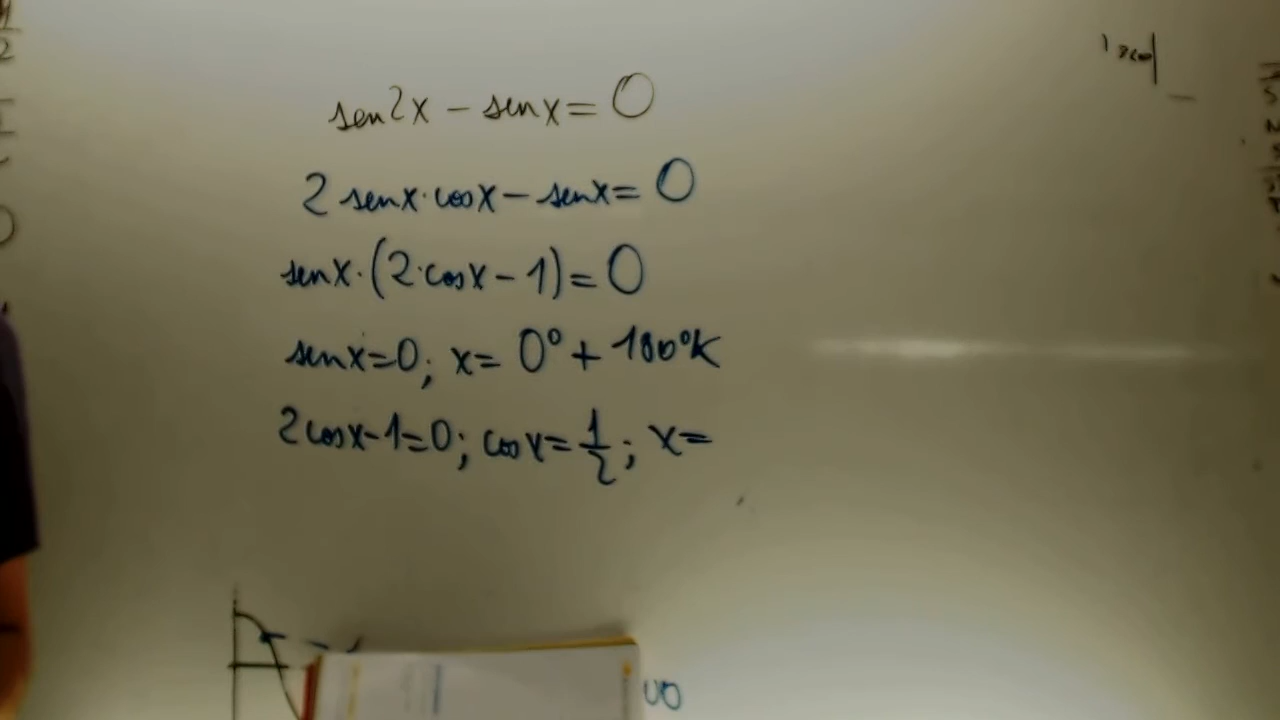 sen2x - senx = 0
2 senx·cosx - senx = 0
senx·(2·cosx - 1) = 0
senx=0; x= 0° + 180°K
2cosx-1=0; cosx= 1/2; x=